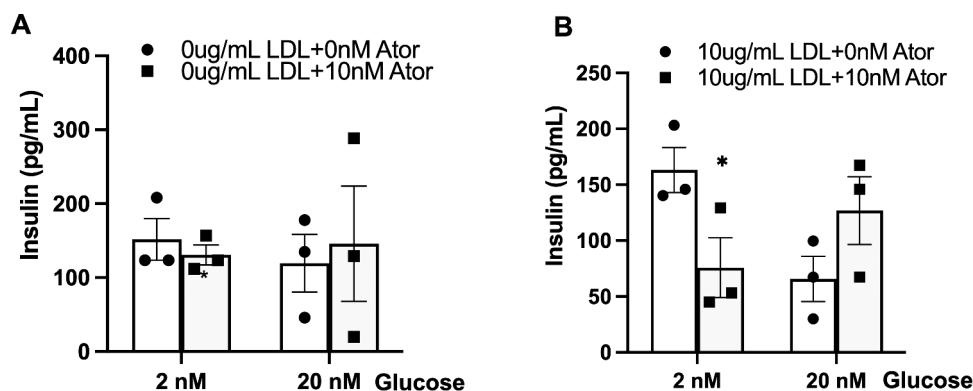 A
0ug/mL LDL+0nM Ator
0ug/mL LDL+10nM Ator
Insulin (pg/mL)
400
300
200
100
0
*
2 nM
20 nM
Glucose
B
10ug/mL LDL+0nM Ator
10ug/mL LDL+10nM Ator
Insulin (pg/mL)
250
200
150
100
50
0
*
2 nM
20 nM
Glucose